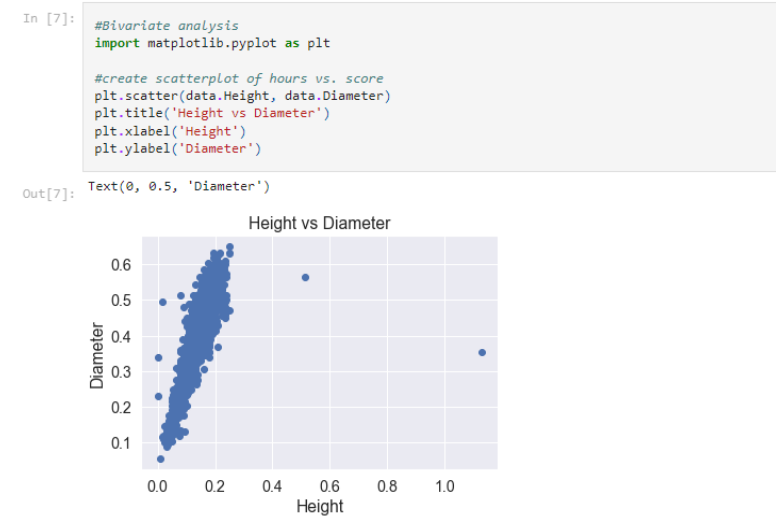 In [7]:
#Bivariate analysis
import matplotlib.pyplot as plt
#create scatterplot of hours vs. score
plt.scatter(data.Height, data.Diameter)
plt.title('Height vs Diameter')
plt.xlabel('Height')
plt.ylabel('Diameter')
Out[7]:
Text(0, 0.5, 'Diameter')
Height vs Diameter
Diameter
0.6
0.5
0.4
0.3
0.2
0.1
0.0 0.2 0.4 0.6 0.8 1.0
Height